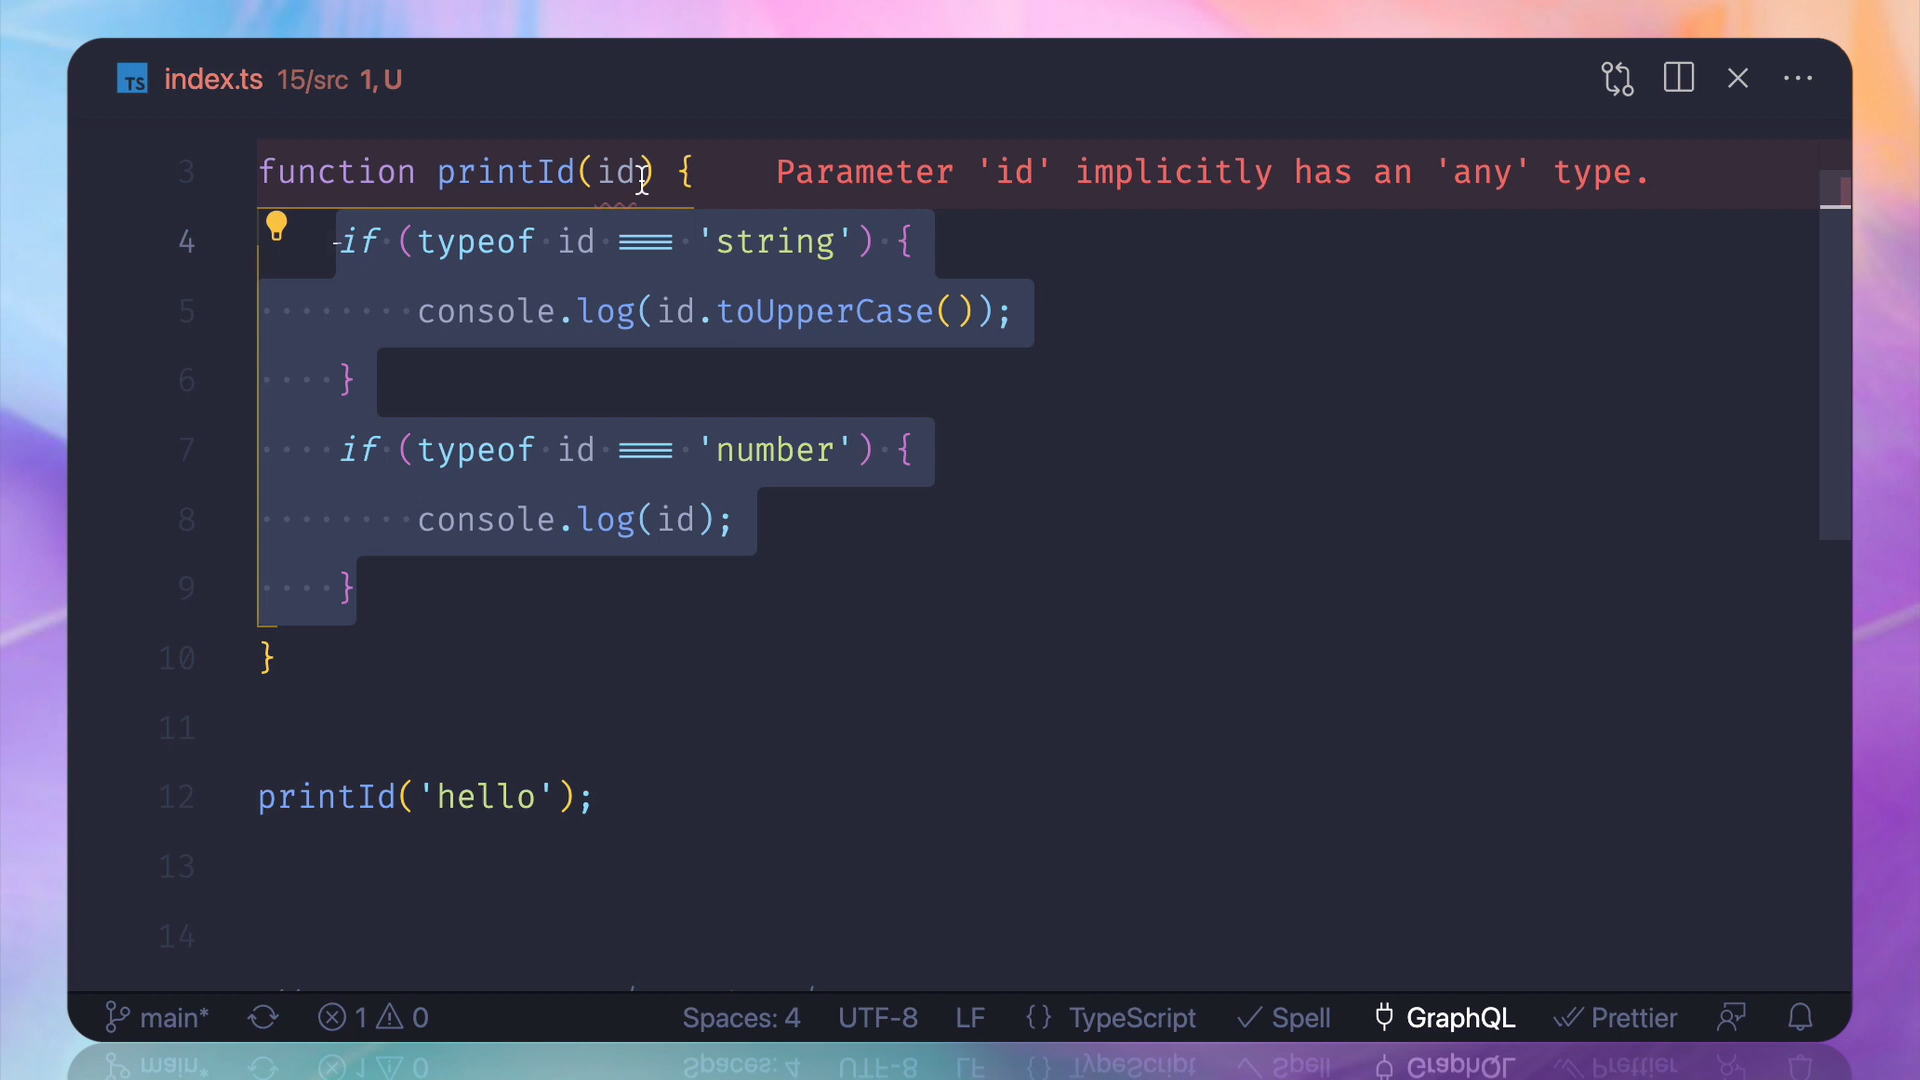 TS index.ts 15/src 1, U
3 function printId(id) { Parameter 'id' implicitly has an 'any' type.
4 if (typeof id === 'string') {
5 console.log(id.toUpperCase());
6 }
7 if (typeof id === 'number') {
8 console.log(id);
9 }
10 }
11
12 printId('hello');
13
14
main* 1 0 Spaces: 4 UTF-8 LF {} TypeScript Spell GraphQL Prettier